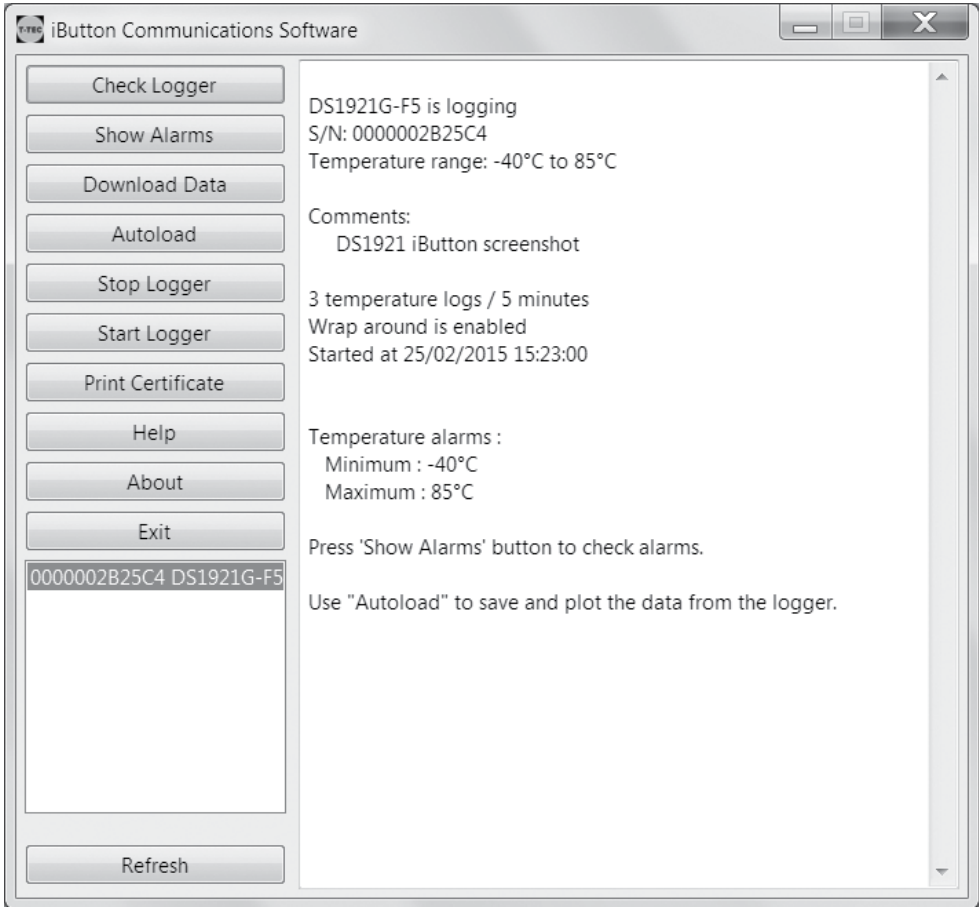 T-TEC
iButton Communications Software
Check Logger
Show Alarms
Download Data
Autoload
Stop Logger
Start Logger
Print Certificate
Help
About
Exit
0000002B25C4 DS1921G-F5
Refresh
DS1921G-F5 is logging
S/N: 0000002B25C4
Temperature range: -40°C to 85°C
Comments:
DS1921 iButton screenshot
3 temperature logs / 5 minutes
Wrap around is enabled
Started at 25/02/2015 15:23:00
Temperature alarms :
Minimum : -40°C
Maximum : 85°C
Press 'Show Alarms' button to check alarms.
Use "Autoload" to save and plot the data from the logger.